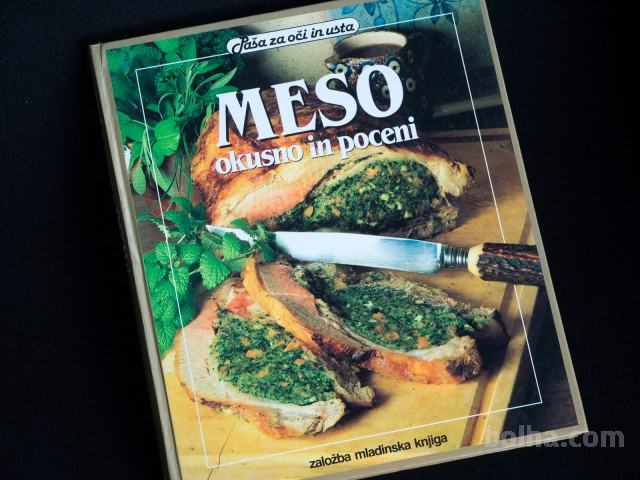 Paša za oči in usta
MESO
okusno in poceni
založba mladinska knjiga
bolha.com